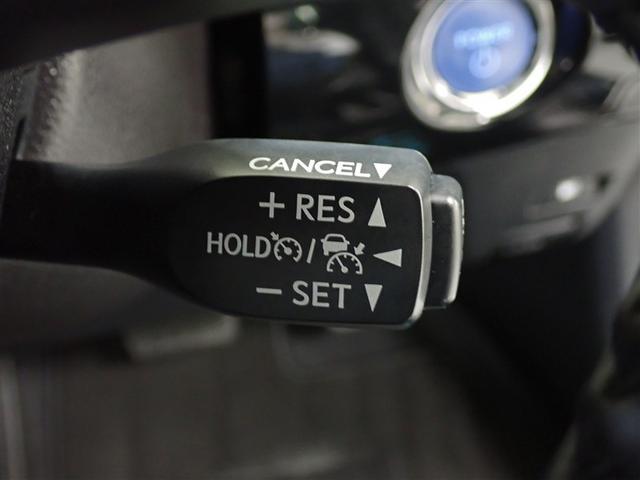 CANCEL▼
+ RES ▲
HOLD / ◄
− SET ▼
POWER